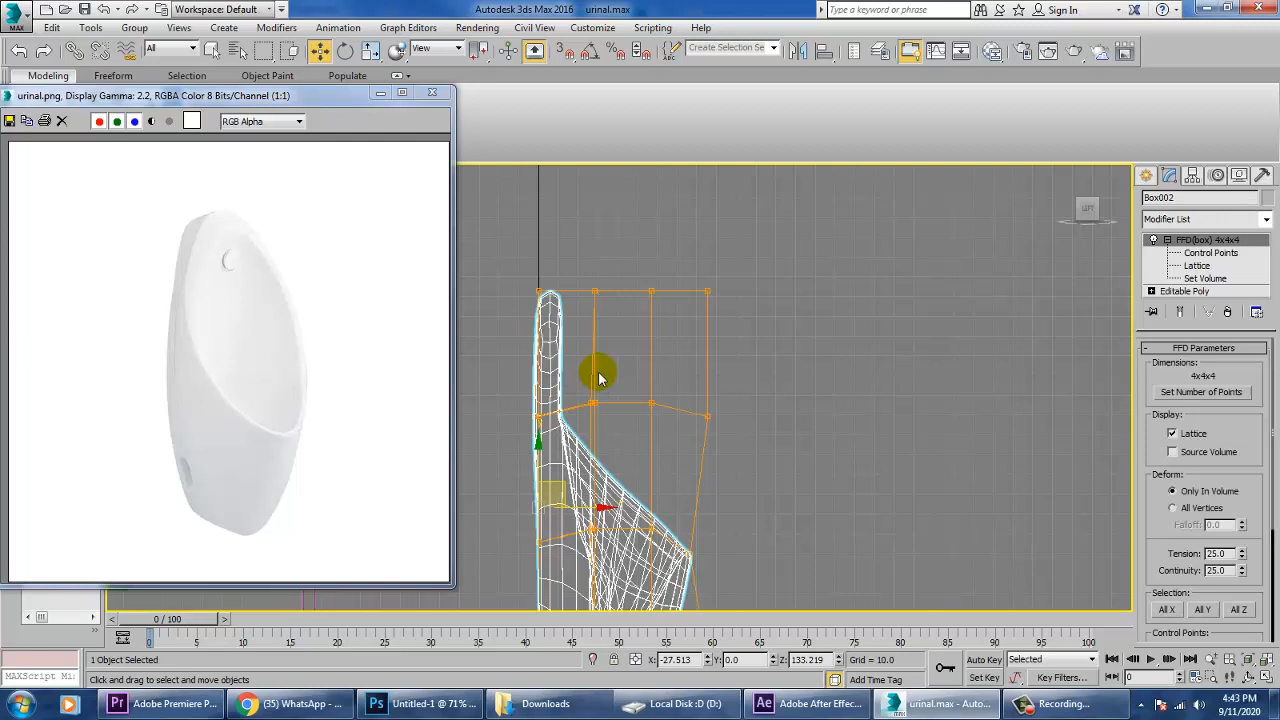 MAX
Workspace: Default
Autodesk 3ds Max 2016
urinal.max
Type a keyword or phrase
Sign In
Edit
Tools
Group
Views
Create
Modifiers
Animation
Graph Editors
Rendering
Civil View
Customize
Scripting
Help
All
View
Create Selection Se
Modeling
Freeform
Selection
Object Paint
Populate
urinal.png, Display Gamma: 2.2, RGBA Color 8 Bits/Channel (1:1)
RGB Alpha
Box002
Modifier List
FFD(box) 4x4x4
Control Points
Lattice
Set Volume
Editable Poly
FFD Parameters
Dimensions:
4x4x4
Set Number of Points
Display:
Lattice
Source Volume
Deform:
Only In Volume
All Vertices
Falloff: 0.0
Tension: 25.0
Continuity: 25.0
Selection:
All X
All Y
All Z
Control Points:
0 / 100
0 5 10 15 20 25 30 35 40 45 50 55 60 65 70 75 80 85 90 95 100
1 Object Selected
X: -27.513
Y: 0.0
Z: 133.219
Grid = 10.0
Auto Key
Selected
MAXScript Mi
Click and drag to select and move objects
Add Time Tag
Set Key
Key Filters...
0
Adobe Premiere P...
(35) WhatsApp - ...
Untitled-1 @ 71% ...
Downloads
Local Disk :D (D:)
Adobe After Effec...
urinal.max - Auto...
Recording...
4:43 PM
9/11/2020